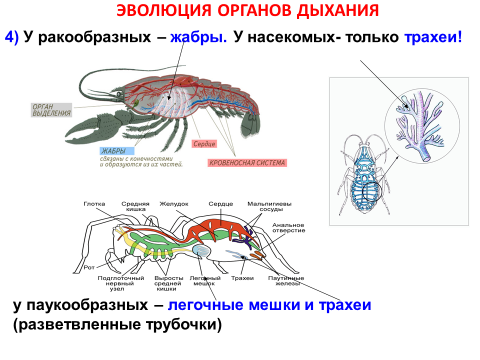 ЭВОЛЮЦИЯ ОРГАНОВ ДЫХАНИЯ
4) У ракообразных – жабры. У насекомых- только трахеи!
ОРГАН
ВЫДЕЛЕНИЯ
Сердце
ЖАБРЫ
связаны с конечностями
и образуются из их частей.
КРОВЕНОСНАЯ СИСТЕМА
Глотка
Средняя
кишка
Желудок
Сердце
Мальпигиевы
сосуды
Анальное
отверстие
Рот
Подглоточный
нервный
узел
Выросты
средней
кишки
Легочный
мешок
Трахеи
Паутинные
железы
у паукообразных – легочные мешки и трахеи
(разветвленные трубочки)